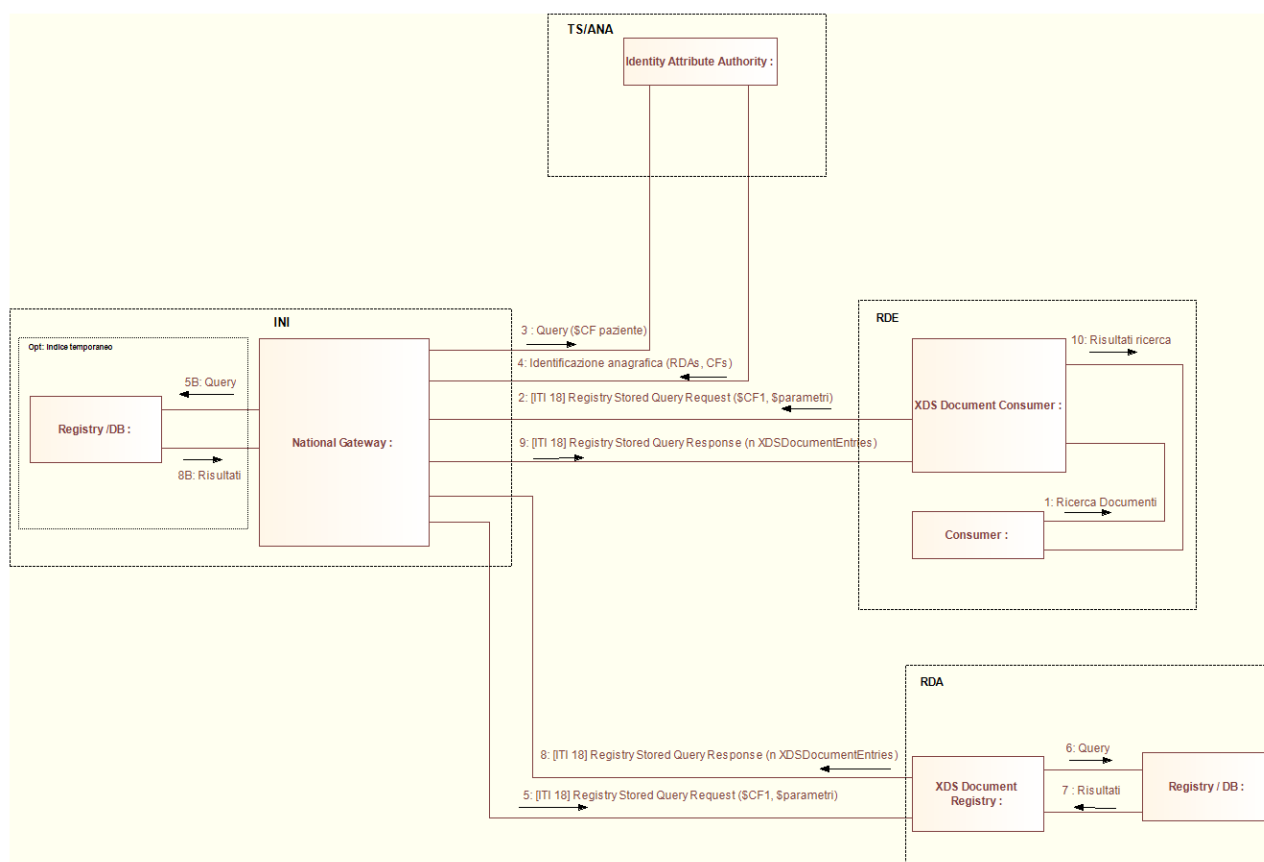 TS/ANA
Identity Attribute Authority :
INI
Opt: Indice temporaneo
5B: Query
Registry /DB :
8B: Risultati
National Gateway :
3 : Query ($CF paziente)
4: Identificazione anagrafica (RDAs, CFs)
2: [ITI 18] Registry Stored Query Request ($CF1, $parametri)
9: [ITI 18] Registry Stored Query Response (n XDSDocumentEntries)
RDE
10: Risultati ricerca
XDS Document Consumer :
1: Ricerca Documenti
Consumer :
RDA
8: [ITI 18] Registry Stored Query Response (n XDSDocumentEntries)
5: [ITI 18] Registry Stored Query Request ($CF1, $parametri)
XDS Document
Registry :
6: Query
7 : Risultati
Registry / DB :